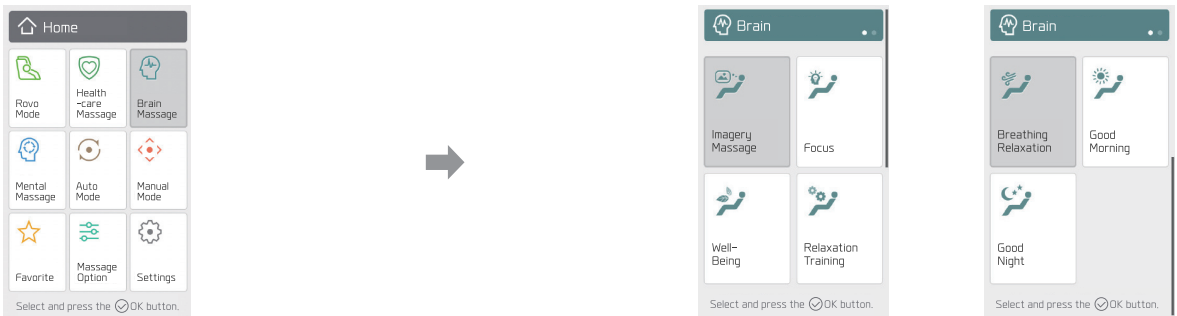 Home
Rovo
Mode
Health
-care
Massage
Brain
Massage
Mental
Massage
Auto
Mode
Manual
Mode
Favorite
Massage
Option
Settings
Select and press the OK button.
Brain
Imagery
Massage
Focus
Well-
Being
Relaxation
Training
Select and press the OK button.
Brain
Breathing
Relaxation
Good
Morning
Good
Night
Select and press the OK button.